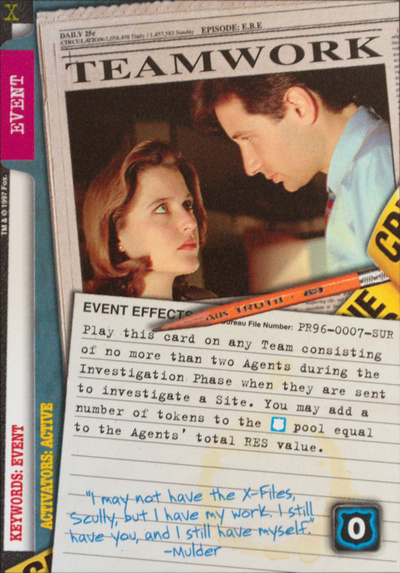 X
DAILY 25¢
EPISODE: E.B.E
TEAMWORK
EVENT
TM & © 1997 Fox.
KEYWORDS: EVENT
ACTIVATORS: ACTIVE
EVENT EFFECTS
TRUTH
Bureau File Number: PR96-0007-SUR
Play this card on any Team consisting
of no more than two Agents during the
Investigation Phase when they are sent
to investigate a Site. You may add a
number of tokens to the pool equal
to the Agents' total RES value.
"I may not have the X-Files,
Scully, but I have my work. I still
have you, and I still have myself."
-Mulder
0